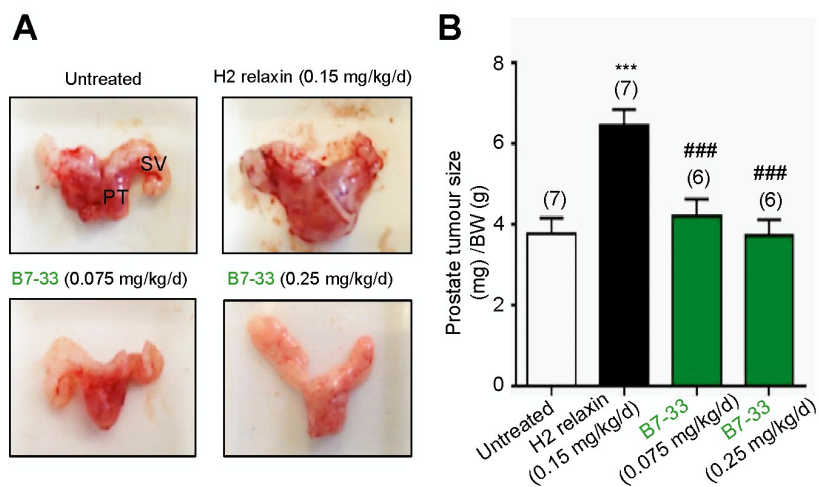 A
Untreated
H2 relaxin (0.15 mg/kg/d)
SV
PT
B7-33 (0.075 mg/kg/d)
B7-33 (0.25 mg/kg/d)
B
Prostate tumour size
(mg) /BW (g)
8
6
4
2
0
(7)
***
(7)
###
(6)
###
(6)
Untreated
H2 relaxin
(0.15 mg/kg/d)
B7-33
(0.075 mg/kg/d)
B7-33
(0.25 mg/kg/d)